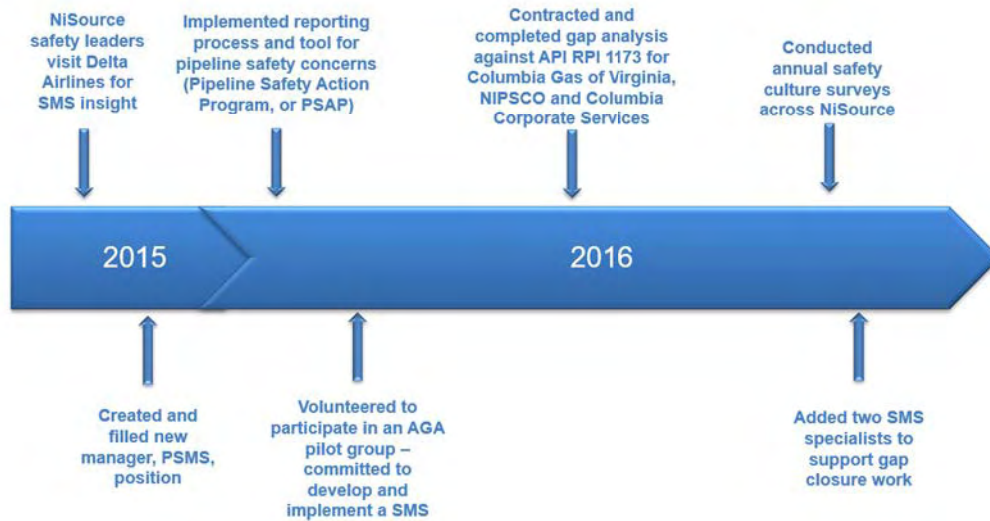 NiSource
safety leaders
visit Delta
Airlines for
SMS insight
Implemented reporting
process and tool for
pipeline safety concerns
(Pipeline Safety Action
Program, or PSAP)
Contracted and
completed gap analysis
against API RPI 1173 for
Columbia Gas of Virginia,
NIPSCO and Columbia
Corporate Services
Conducted
annual safety
culture surveys
across NiSource
2015
2016
Created and
filled new
manager, PSMS,
position
Volunteered to
participate in an AGA
pilot group –
committed to
develop and
implement a SMS
Added two SMS
specialists to
support gap
closure work